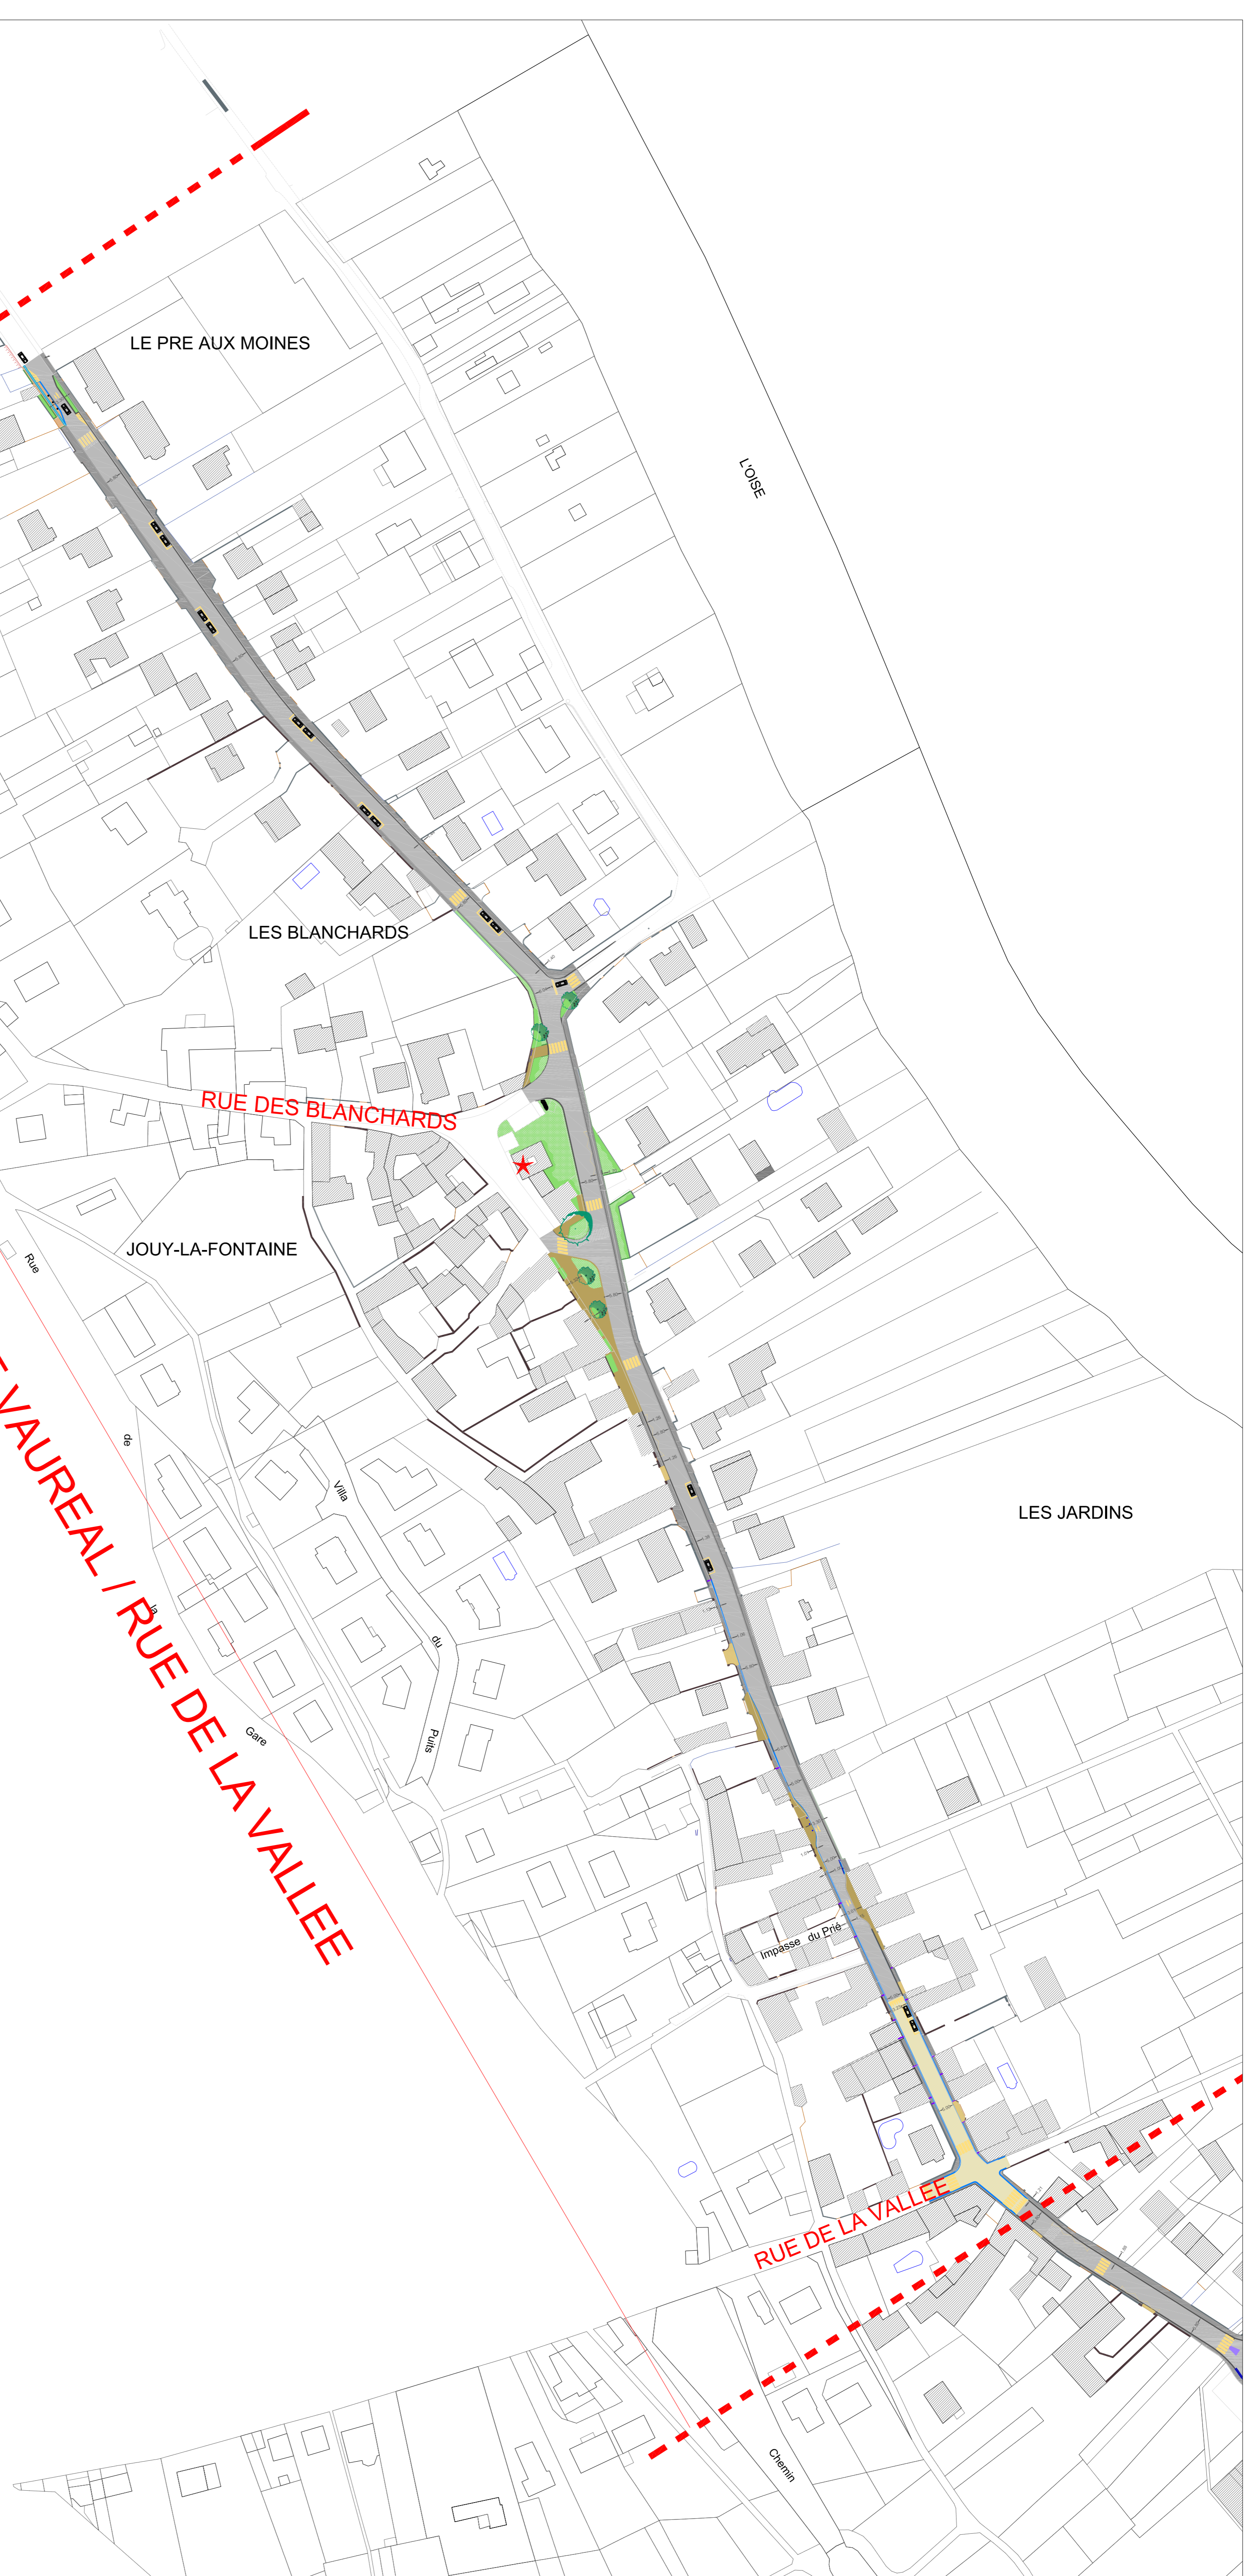 LE PRE AUX MOINES
L'OISE
LES BLANCHARDS
RUE DES BLANCHARDS
JOUY-LA-FONTAINE
Rue
de
la
Gare
VAUREAL / RUE DE LA VALLEE
Villa
du
Puits
LES JARDINS
Impasse du Prié
RUE DE LA VALLEE
Chemin